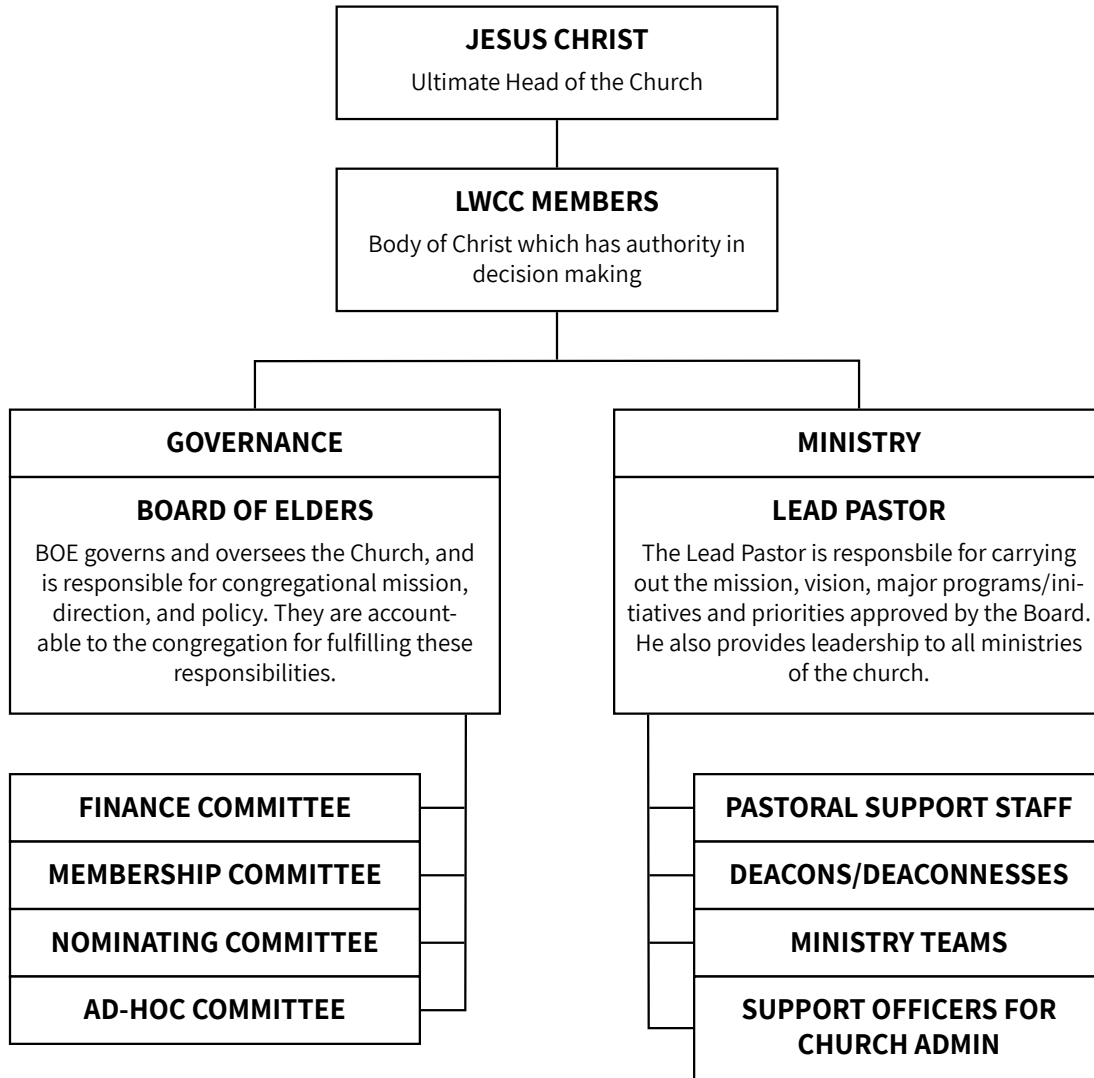 JESUS CHRIST
Ultimate Head of the Church
LWCC MEMBERS
Body of Christ which has authority in
decision making
GOVERNANCE
BOARD OF ELDERS
BOE governs and oversees the Church, and
is responsible for congregational mission,
direction, and policy. They are account-
able to the congregation for fulfilling these
responsibilities.
FINANCE COMMITTEE
MEMBERSHIP COMMITTEE
NOMINATING COMMITTEE
AD-HOC COMMITTEE
MINISTRY
LEAD PASTOR
The Lead Pastor is responsbile for carrying
out the mission, vision, major programs/ini-
tiatives and priorities approved by the Board.
He also provides leadership to all ministries
of the church.
PASTORAL SUPPORT STAFF
DEACONS/DEACONNESSES
MINISTRY TEAMS
SUPPORT OFFICERS FOR
CHURCH ADMIN